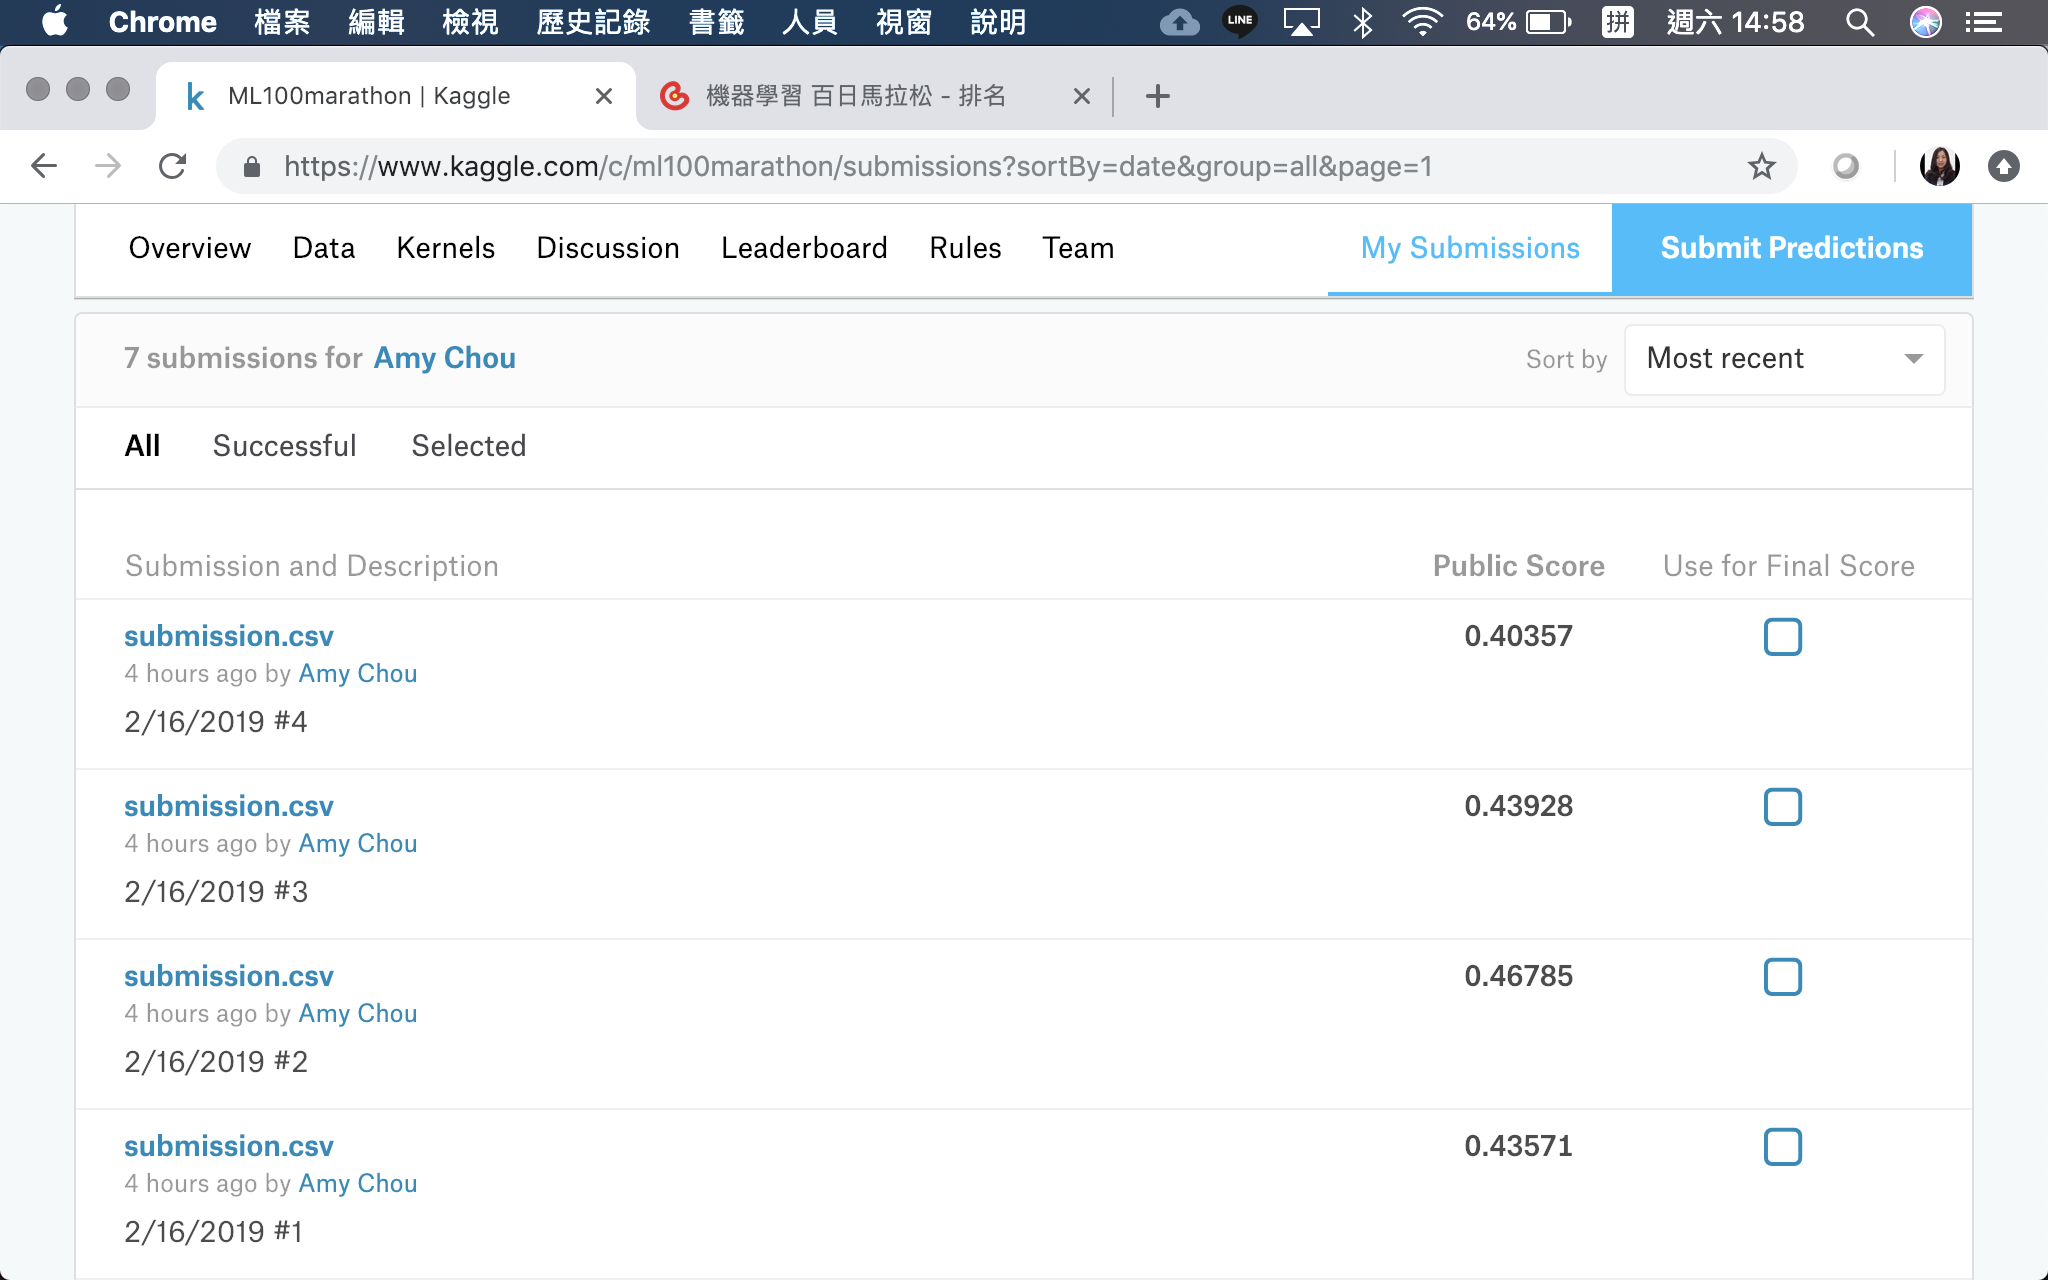 Chrome 檔案 編輯 檢視 歷史記錄 書籤 人員 視窗 說明 LINE 64% 拼 週六 14:58
k ML100marathon | Kaggle 機器學習 百日馬拉松 - 排名
https://www.kaggle.com/c/ml100marathon/submissions?sortBy=date&group=all&page=1
Overview Data Kernels Discussion Leaderboard Rules Team My Submissions Submit Predictions
7 submissions for Amy Chou Sort by Most recent
All Successful Selected
Submission and Description Public Score Use for Final Score
submission.csv 0.40357
4 hours ago by Amy Chou
2/16/2019 #4
submission.csv 0.43928
4 hours ago by Amy Chou
2/16/2019 #3
submission.csv 0.46785
4 hours ago by Amy Chou
2/16/2019 #2
submission.csv 0.43571
4 hours ago by Amy Chou
2/16/2019 #1